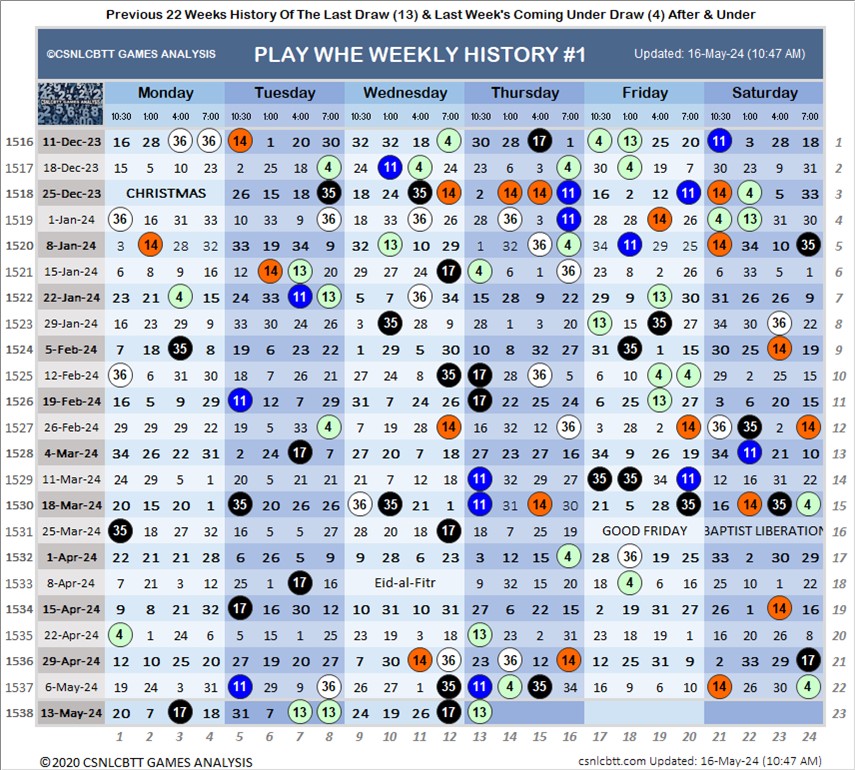 Previous 22 Weeks History Of The Last Draw (13) & Last Week's Coming Under Draw (4) After & Under
©CSNLCBTT GAMES ANALYSIS PLAY WHE WEEKLY HISTORY #1 Updated: 16-May-24 (10:47 AM)
CSNLCBTT GAMES ANALYSIS
Monday Tuesday Wednesday Thursday Friday Saturday
10:30 1:00 4:00 7:00 10:30 1:00 4:00 7:00 10:30 1:00 4:00 7:00 10:30 1:00 4:00 7:00 10:30 1:00 4:00 7:00 10:30 1:00 4:00 7:00
1516 11-Dec-23 16 28 36 4 14 1 20 30 32 32 18 4 30 28 17 1 4 13 25 20 11 3 28 18 1
1517 18-Dec-23 15 5 10 23 2 25 18 4 24 11 4 24 23 6 3 4 30 4 19 7 30 23 9 31 2
1518 25-Dec-23 CHRISTMAS 26 15 18 35 18 24 35 14 2 14 14 11 16 2 12 11 14 4 5 33 3
1519 1-Jan-24 36 16 31 33 10 33 9 36 18 33 36 26 28 36 3 11 28 28 14 26 4 13 31 30 4
1520 8-Jan-24 3 14 28 32 33 19 34 9 32 13 10 29 1 32 36 4 34 11 29 25 14 34 10 35 5
1521 15-Jan-24 6 8 9 16 12 14 13 20 29 27 24 17 4 6 1 36 23 8 2 26 6 33 5 1 6
1522 22-Jan-24 23 21 4 15 24 33 11 13 5 7 36 34 15 28 9 22 29 9 13 30 31 26 26 9 7
1523 29-Jan-24 16 23 29 9 33 30 24 26 3 35 28 9 28 1 3 20 13 15 35 27 34 30 36 22 8
1524 5-Feb-24 7 18 35 8 19 6 23 22 1 29 5 30 10 8 32 27 31 35 1 15 30 25 14 19 9
1525 12-Feb-24 36 6 31 30 18 7 26 21 27 24 8 35 17 28 36 5 6 10 4 4 29 2 25 15 10
1526 19-Feb-24 16 5 9 29 11 12 7 29 31 7 24 26 17 22 25 24 6 25 13 27 3 6 20 15 11
1527 26-Feb-24 29 29 29 22 19 5 33 4 7 19 28 14 16 32 12 36 3 28 2 14 36 35 2 14 12
1528 4-Mar-24 34 26 22 31 2 24 17 7 27 20 7 18 27 23 27 16 34 9 26 19 34 11 21 10 13
1529 11-Mar-24 24 29 5 1 20 5 21 21 21 7 21 7 11 32 29 27 35 35 34 11 12 16 31 22 14
1530 18-Mar-24 20 15 20 1 35 20 26 26 36 35 21 1 11 31 14 30 21 5 28 35 16 14 35 4 15
1531 25-Mar-24 35 18 27 32 16 5 5 27 28 20 18 17 18 7 25 19 GOOD FRIDAY BAPTIST LIBERATION 16
1532 1-Apr-24 22 21 21 28 6 26 5 9 9 28 6 23 3 12 15 4 28 36 19 25 33 2 30 29 17
1533 8-Apr-24 7 21 3 12 25 1 17 16 Eid-al-Fitr 9 32 15 20 18 4 8 16 25 10 1 22 18
1534 15-Apr-24 9 8 21 32 17 16 30 12 10 31 10 31 27 6 22 15 2 19 31 27 26 1 14 16 19
1535 22-Apr-24 4 1 24 6 5 15 1 25 23 19 3 18 13 23 2 31 23 18 19 1 16 20 26 8 20
1536 29-Apr-24 12 10 25 20 27 19 20 27 7 30 14 36 23 36 12 14 12 25 31 9 2 33 29 17 21
1537 6-May-24 19 24 3 31 11 29 9 36 26 27 1 35 11 4 35 34 16 9 6 10 14 26 30 4 22
1538 13-May-24 20 7 17 18 31 7 13 13 24 19 26 17 13 23
1 2 3 4 5 6 7 8 9 10 11 12 13 14 15 16 17 18 19 20 21 22 23 24
©2020 CSNLCBTT GAMES ANALYSIS csnlcbtt.com Updated: 16-May-24 (10:47 AM)